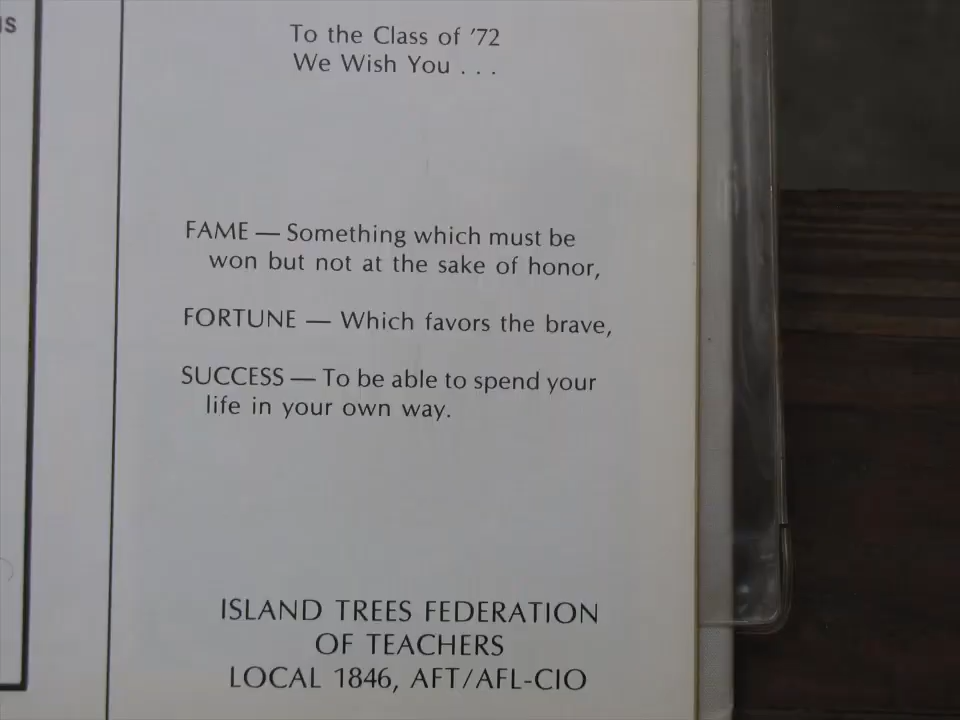 To the Class of '72
We Wish You . . .
FAME — Something which must be
won but not at the sake of honor,
FORTUNE — Which favors the brave,
SUCCESS — To be able to spend your
life in your own way.
ISLAND TREES FEDERATION
OF TEACHERS
LOCAL 1846, AFT/AFL-CIO